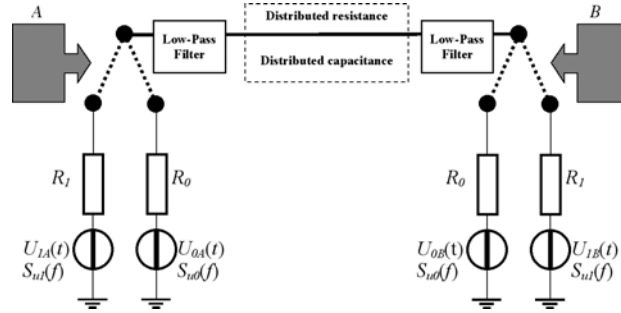 A
B
Distributed resistance
Low-Pass
Filter
Low-Pass
Filter
Distributed capacitance
R1
R0
R0
R1
U1A(t)
Su1(f)
U0A(t)
Su0(f)
U0B(t)
Su0(f)
U1B(t)
Su1(f)